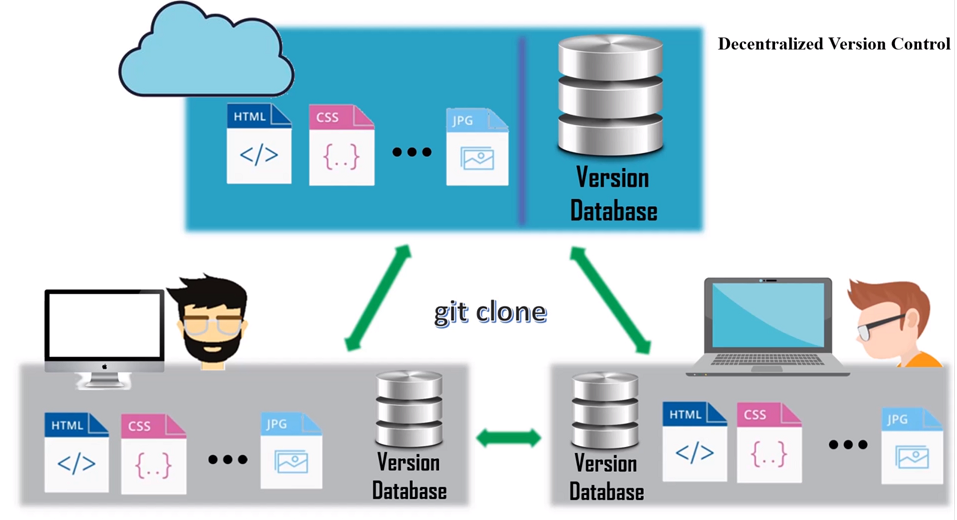 Decentralized Version Control
HTML
CSS
JPG
</>
{..}
Version
Database
git clone
HTML
CSS
JPG
</>
{..}
Version
Database
HTML
CSS
JPG
</>
{..}
Version
Database